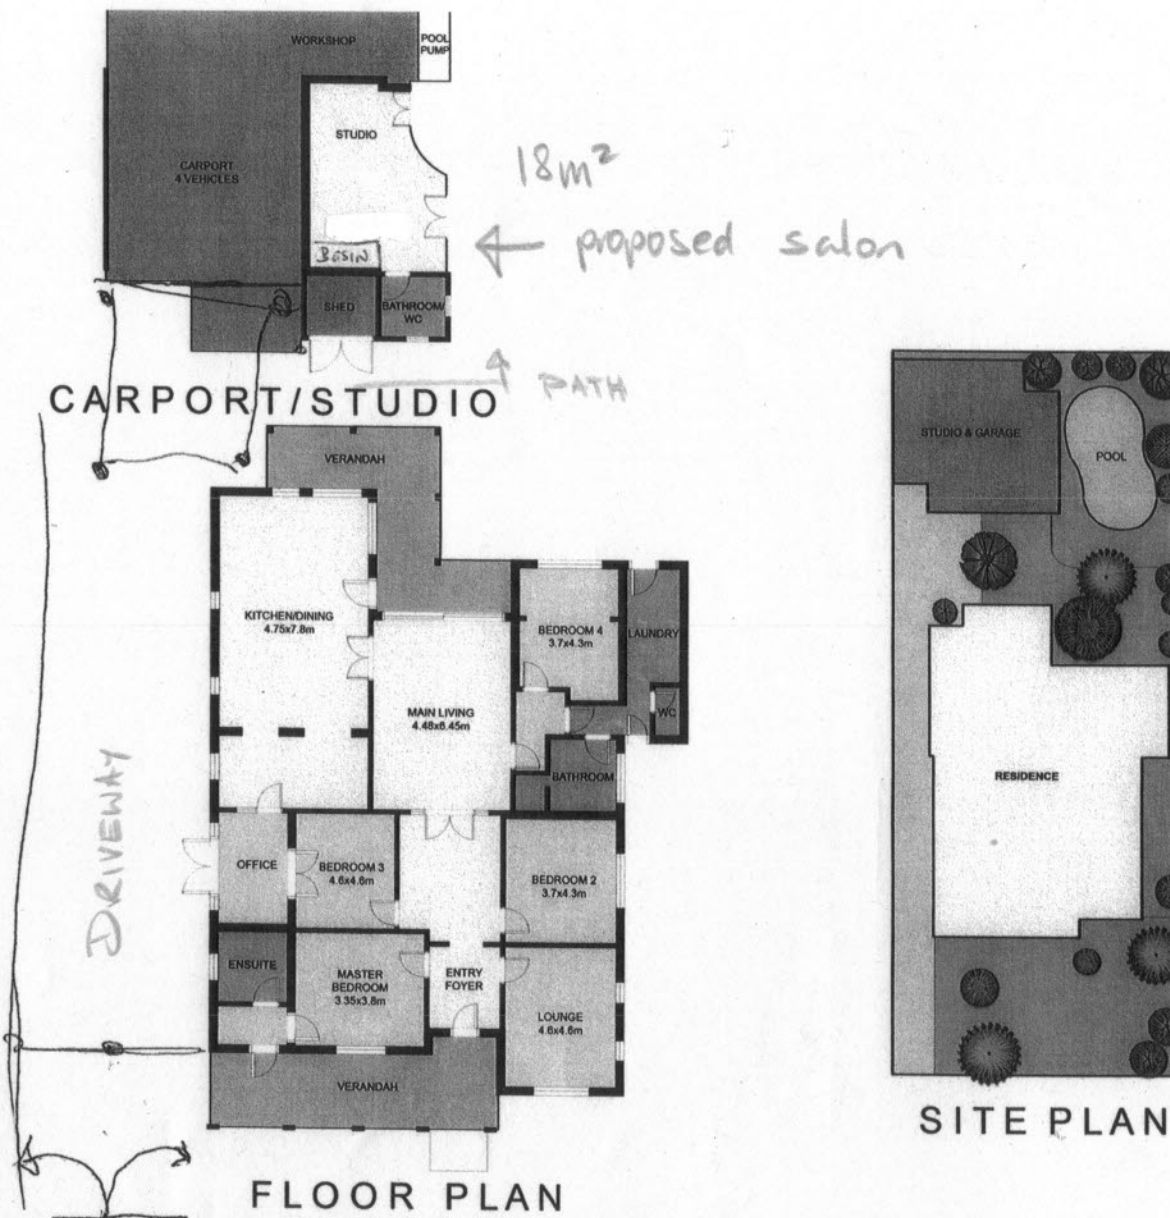 WORKSHOP
POOL
PUMP
STUDIO
CARPORT
4 VEHICLES
18m²
← proposed salon
BASIN
SHED
BATHROOM/
WC
PATH
CARPORT/STUDIO
VERANDAH
KITCHEN/DINING
4.75x7.8m
BEDROOM 4
3.7x4.3m
LAUNDRY
MAIN LIVING
4.48x6.45m
WC
BATHROOM
DRIVEWAY
OFFICE
BEDROOM 3
4.6x4.6m
BEDROOM 2
3.7x4.3m
ENSUITE
MASTER
BEDROOM
3.35x3.8m
ENTRY
FOYER
LOUNGE
4.6x4.6m
VERANDAH
FLOOR PLAN
STUDIO & GARAGE
POOL
RESIDENCE
SITE PLAN